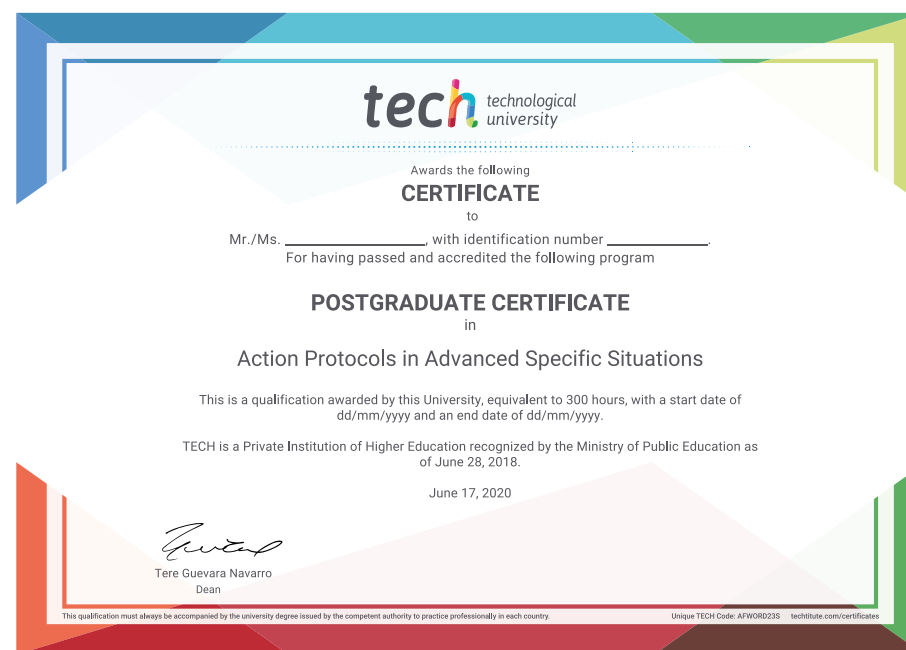 tech technological
university
Awards the following
CERTIFICATE
to
Mr./Ms. ____________________, with identification number ______________.
For having passed and accredited the following program
POSTGRADUATE CERTIFICATE
in
Action Protocols in Advanced Specific Situations
This is a qualification awarded by this University, equivalent to 300 hours, with a start date of
dd/mm/yyyy and an end date of dd/mm/yyyy.
TECH is a Private Institution of Higher Education recognized by the Ministry of Public Education as
of June 28, 2018.
June 17, 2020
Tere Guevara Navarro
Dean
This qualification must always be accompanied by the university degree issued by the competent authority to practice professionally in each country. Unique TECH Code: AFWORD23S techtitute.com/certificates